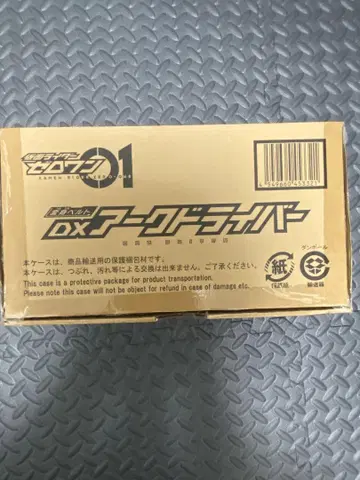 仮面ライダー
ゼロワン01
変身ベルト
DXアークドライバー
本ケースは、商品輸送用の保護梱包材です。
本ケースは、つぶれ、汚れ等による交換は出来ません。ご了承ください。
This case is a protective package for product transportation.
Please note this case will not be object for refund in case of damage etc.
紙
ダンボール